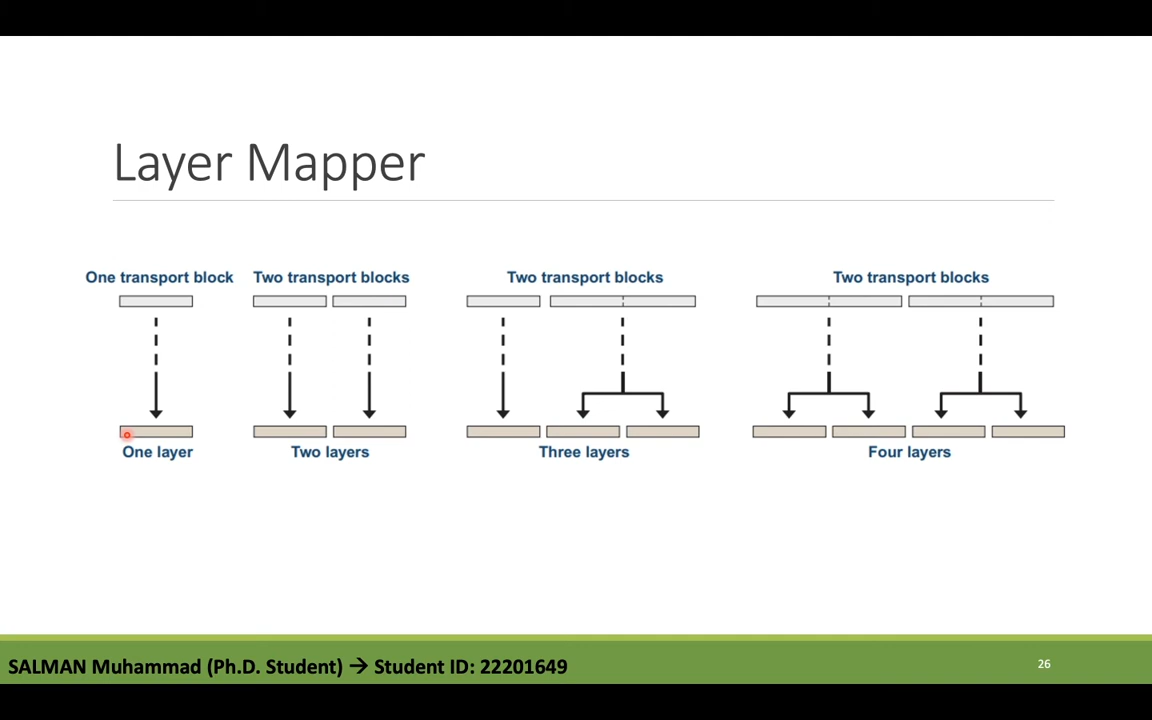 Layer Mapper
One transport block
Two transport blocks
Two transport blocks
Two transport blocks
One layer
Two layers
Three layers
Four layers
SALMAN Muhammad (Ph.D. Student) → Student ID: 22201649
26